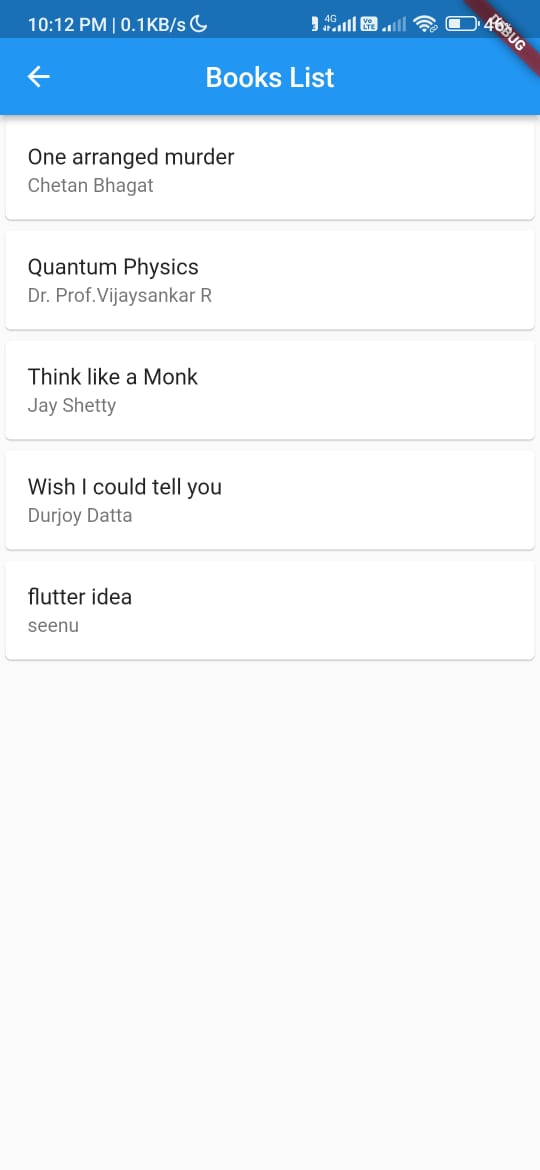 10:12 PM | 0.1KB/s 4G Vo LTE 46%
DEBUG
Books List
One arranged murder
Chetan Bhagat
Quantum Physics
Dr. Prof.Vijaysankar R
Think like a Monk
Jay Shetty
Wish I could tell you
Durjoy Datta
flutter idea
seenu